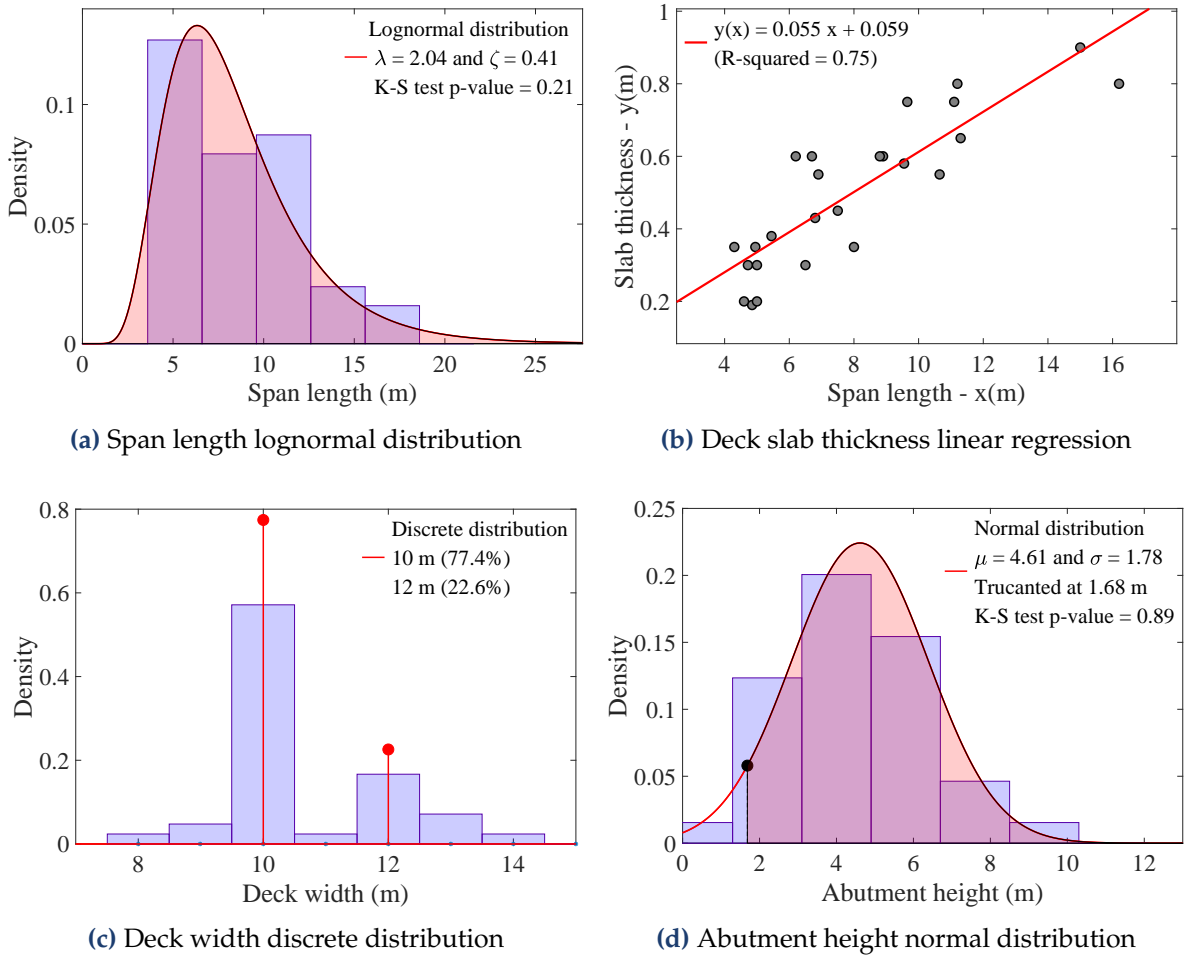 Lognormal distribution
λ = 2.04 and ζ = 0.41
K-S test p-value = 0.21
0.1
0.05
0
Density
0 5 10 15 20 25
Span length (m)
(a) Span length lognormal distribution
y(x) = 0.055 x + 0.059
(R-squared = 0.75)
1
0.8
0.6
0.4
0.2
Slab thickness - y(m)
4 6 8 10 12 14 16
Span length - x(m)
(b) Deck slab thickness linear regression
Discrete distribution
10 m (77.4%)
12 m (22.6%)
0.8
0.6
0.4
0.2
0
Density
8 10 12 14
Deck width (m)
(c) Deck width discrete distribution
Normal distribution
μ = 4.61 and σ = 1.78
Trucanted at 1.68 m
K-S test p-value = 0.89
0.25
0.2
0.15
0.1
0.05
0
Density
0 2 4 6 8 10 12
Abutment height (m)
(d) Abutment height normal distribution